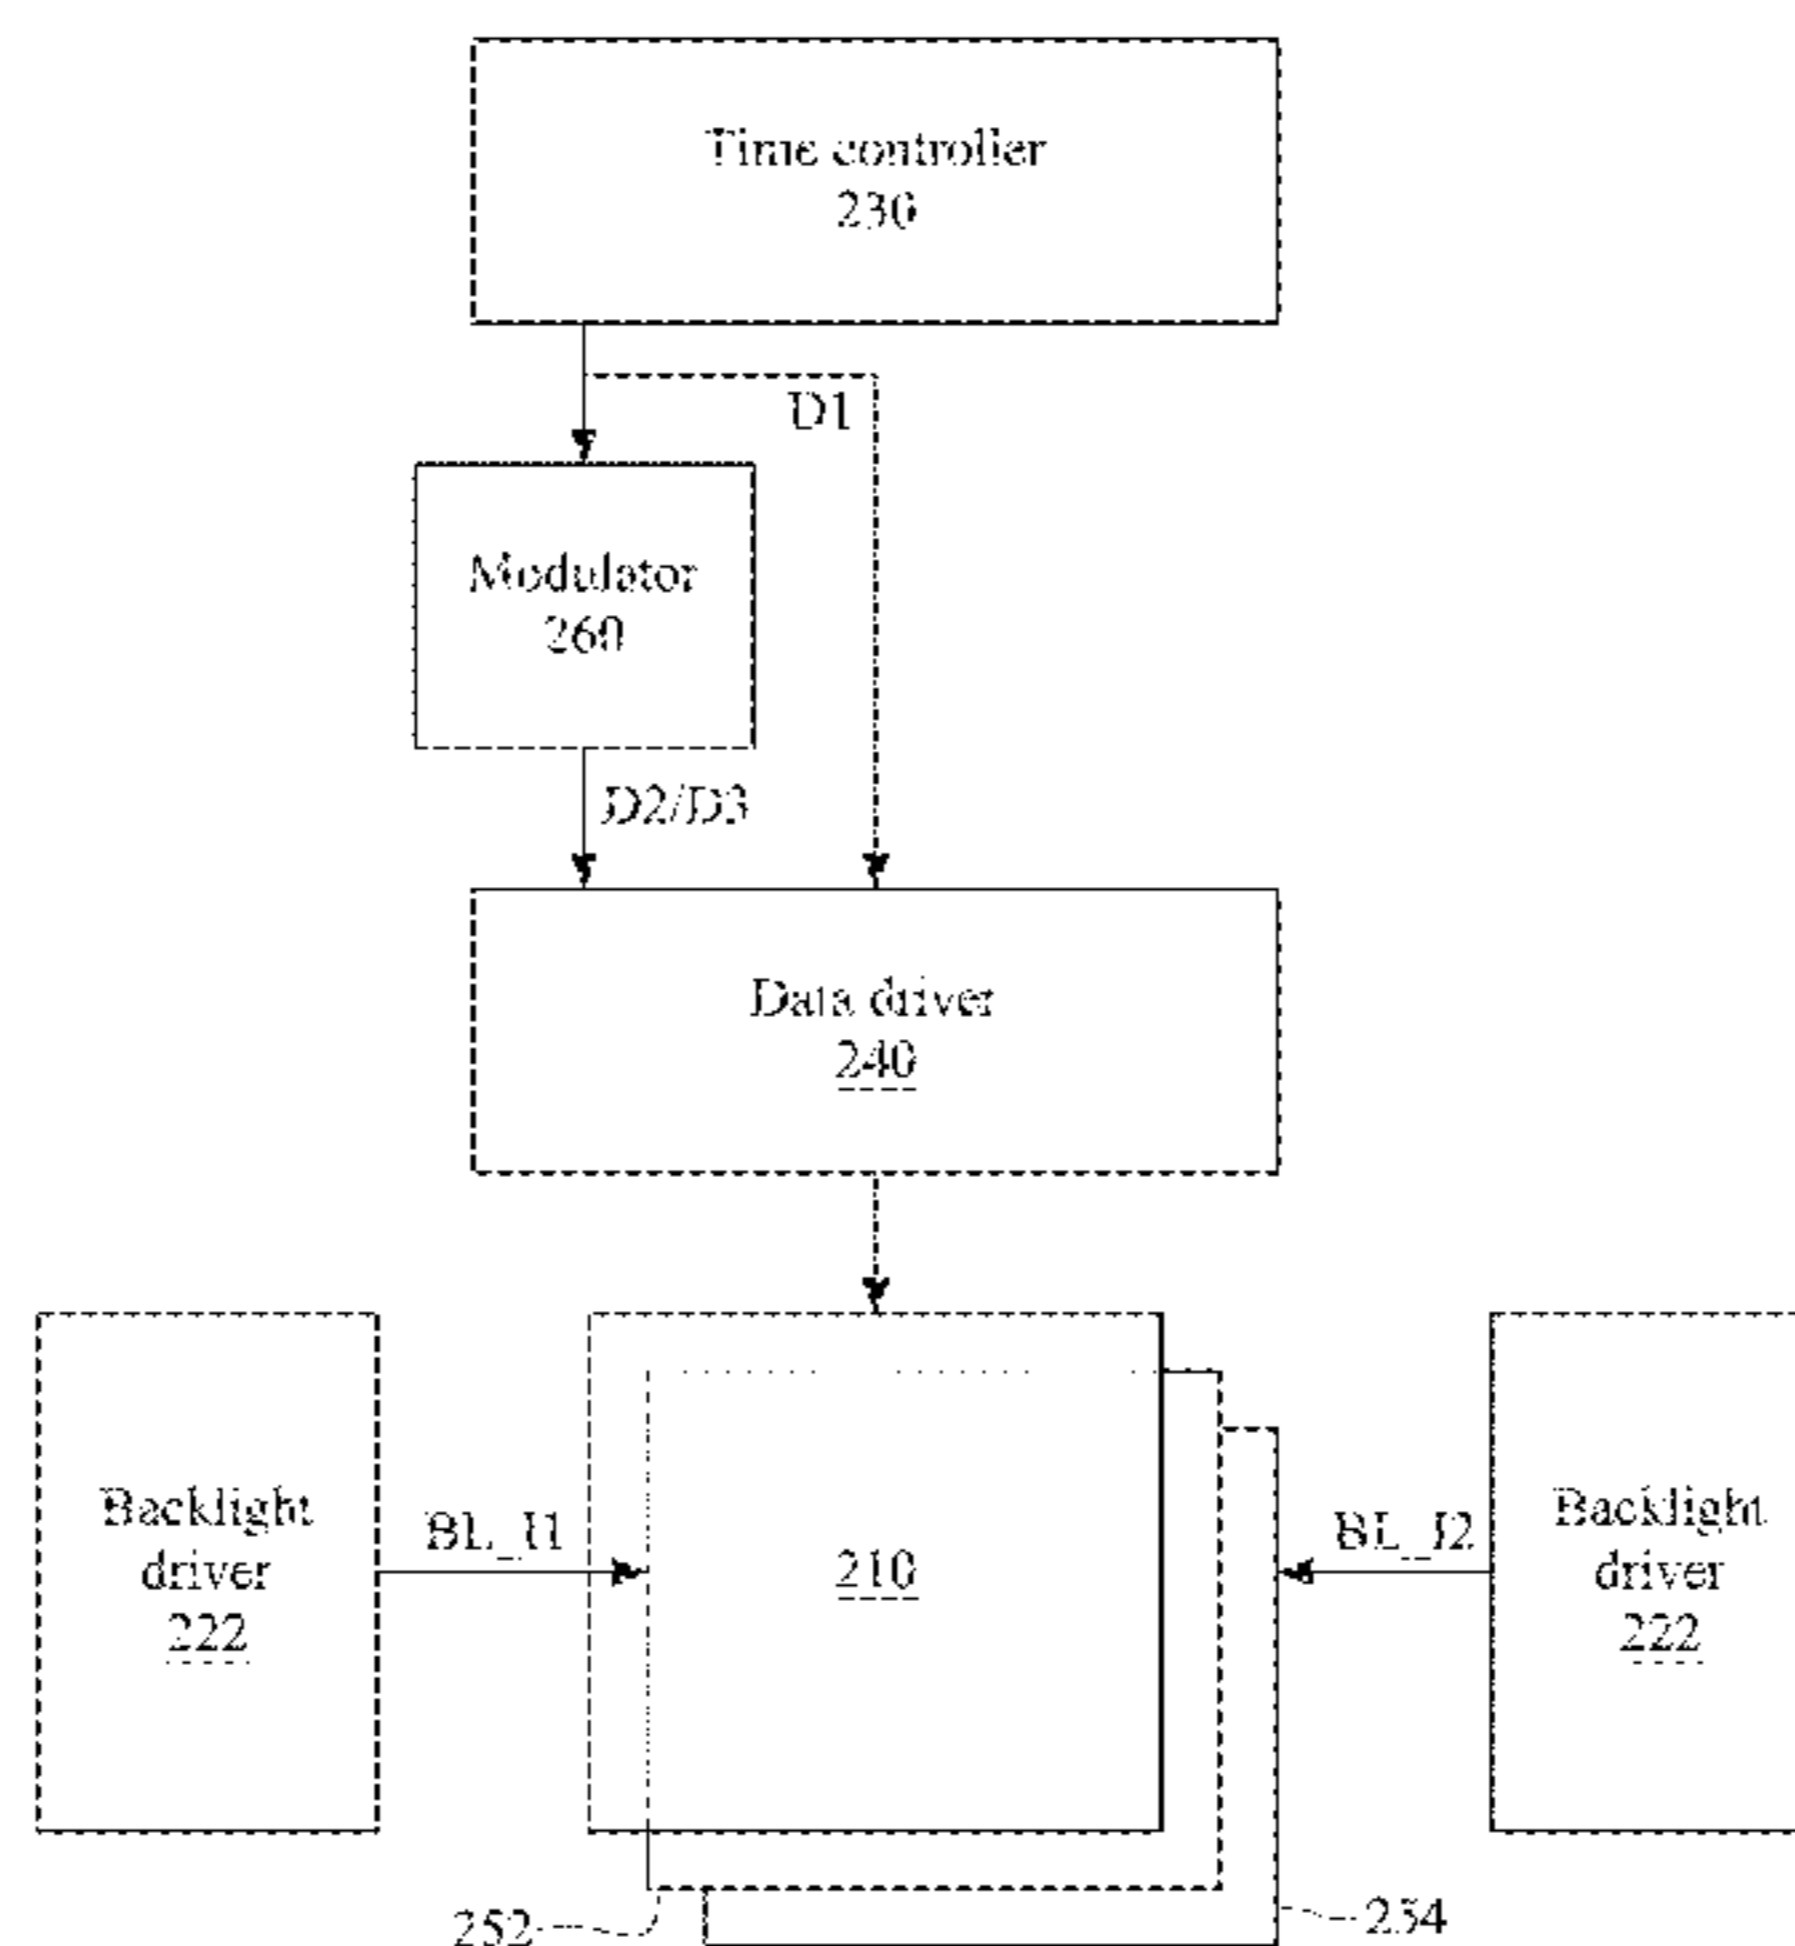 Time controller
230
D1
Modulator
260
D2/D3
Data driver
240
Backlight
driver
222
BL_I1
210
BL_I2
Backlight
driver
222
252
254